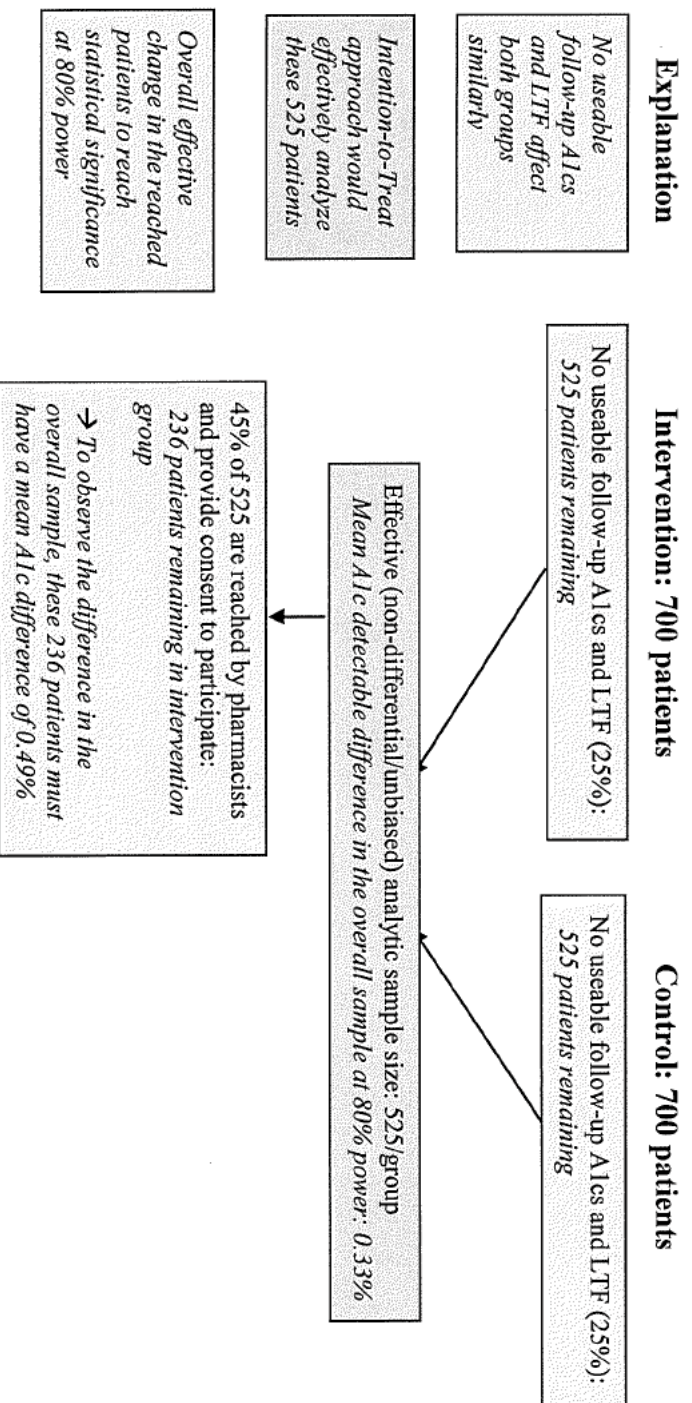 Explanation
Intervention: 700 patients
Control: 700 patients
No useable
follow-up A1cs
and LTF affect
both groups
similarly
No useable follow-up A1cs and LTF (25%):
525 patients remaining
No useable follow-up A1cs and LTF (25%):
525 patients remaining
Intention-to-Treat
approach would
effectively analyze
these 525 patients
Effective (non-differential/unbiased) analytic sample size: 525/group
Mean A1c detectable difference in the overall sample at 80% power: 0.33%
Overall effective
change in the reached
patients to reach
statistical significance
at 80% power
45% of 525 are reached by pharmacists
and provide consent to participate:
236 patients remaining in intervention
group
→ To observe the difference in the
overall sample, these 236 patients must
have a mean A1c difference of 0.49%